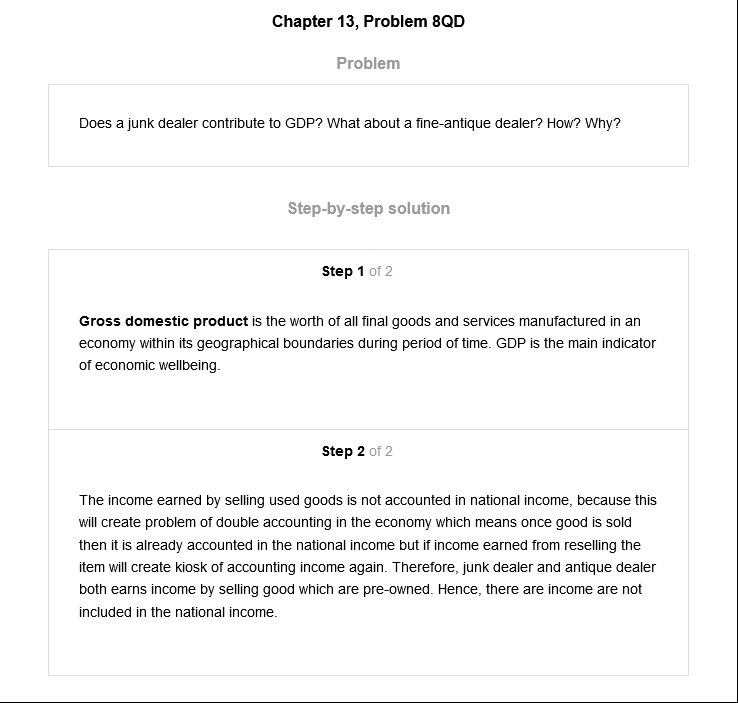 Chapter 13, Problem 8QD
Problem
Does a junk dealer contribute to GDP? What about a fine-antique dealer? How? Why?
Step-by-step solution
Step 1 of 2
Gross domestic product is the worth of all final goods and services manufactured in an
economy within its geographical boundaries during period of time. GDP is the main indicator
of economic wellbeing.
Step 2 of 2
The income earned by selling used goods is not accounted in national income, because this
will create problem of double accounting in the economy which means once good is sold
then it is already accounted in the national income but if income earned from reselling the
item will create kiosk of accounting income again. Therefore, junk dealer and antique dealer
both earns income by selling good which are pre-owned. Hence, there are income are not
included in the national income.